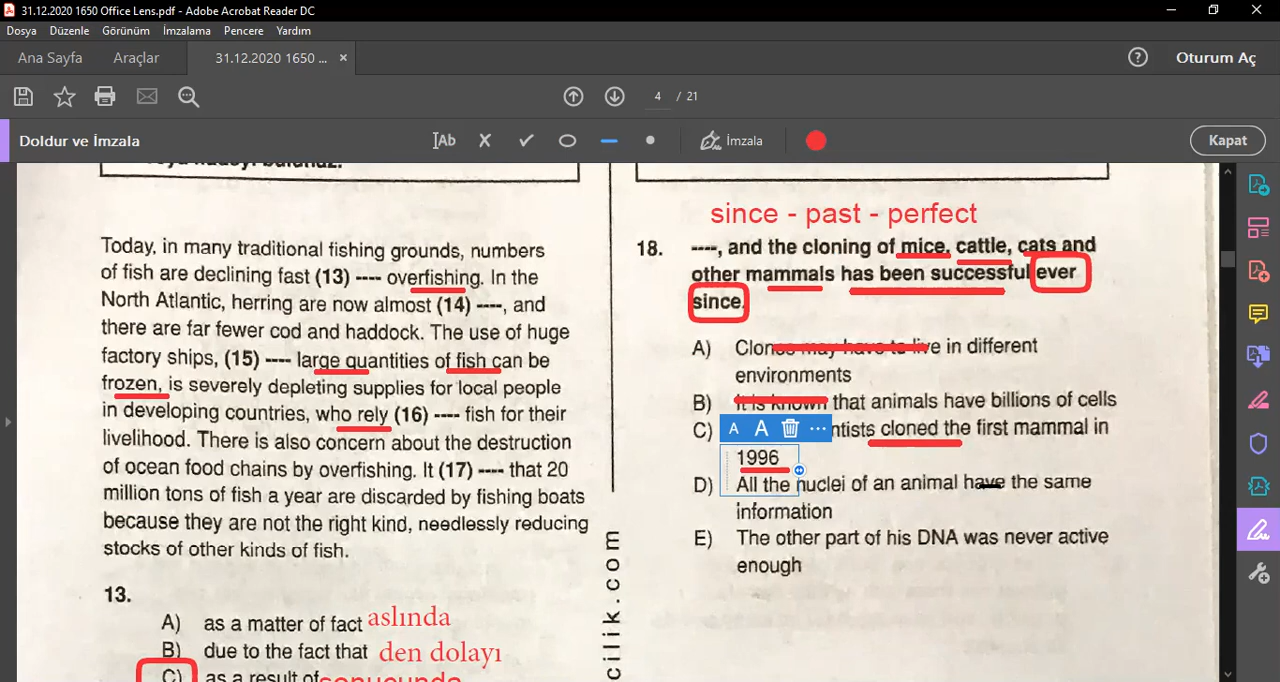 31.12.2020 1650 Office Lens.pdf - Adobe Acrobat Reader DC
Dosya Düzenle Görünüm İmzalama Pencere Yardım
Ana Sayfa Araçlar 31.12.2020 1650 ... × ? Oturum Aç
4 / 21
Doldur ve İmzala IAb İmzala Kapat
Today, in many traditional fishing grounds, numbers
of fish are declining fast (13) ---- overfishing. In the
North Atlantic, herring are now almost (14) ----, and
there are far fewer cod and haddock. The use of huge
factory ships, (15) ---- large quantities of fish can be
frozen, is severely depleting supplies for local people
in developing countries, who rely (16) ---- fish for their
livelihood. There is also concern about the destruction
of ocean food chains by overfishing. It (17) ---- that 20
million tons of fish a year are discarded by fishing boats
because they are not the right kind, needlessly reducing
stocks of other kinds of fish.
13.
A) as a matter of fact aslında
B) due to the fact that den dolayı
C) as a result of sonucunda
cilik.com
since - past - perfect
18. ----, and the cloning of mice, cattle, cats and
other mammals has been successful ever
since.
A) Clones may have to live in different
environments
B) It is known that animals have billions of cells
C) ntists cloned the first mammal in
1996
D) All the nuclei of an animal have the same
information
E) The other part of his DNA was never active
enough
A A ...